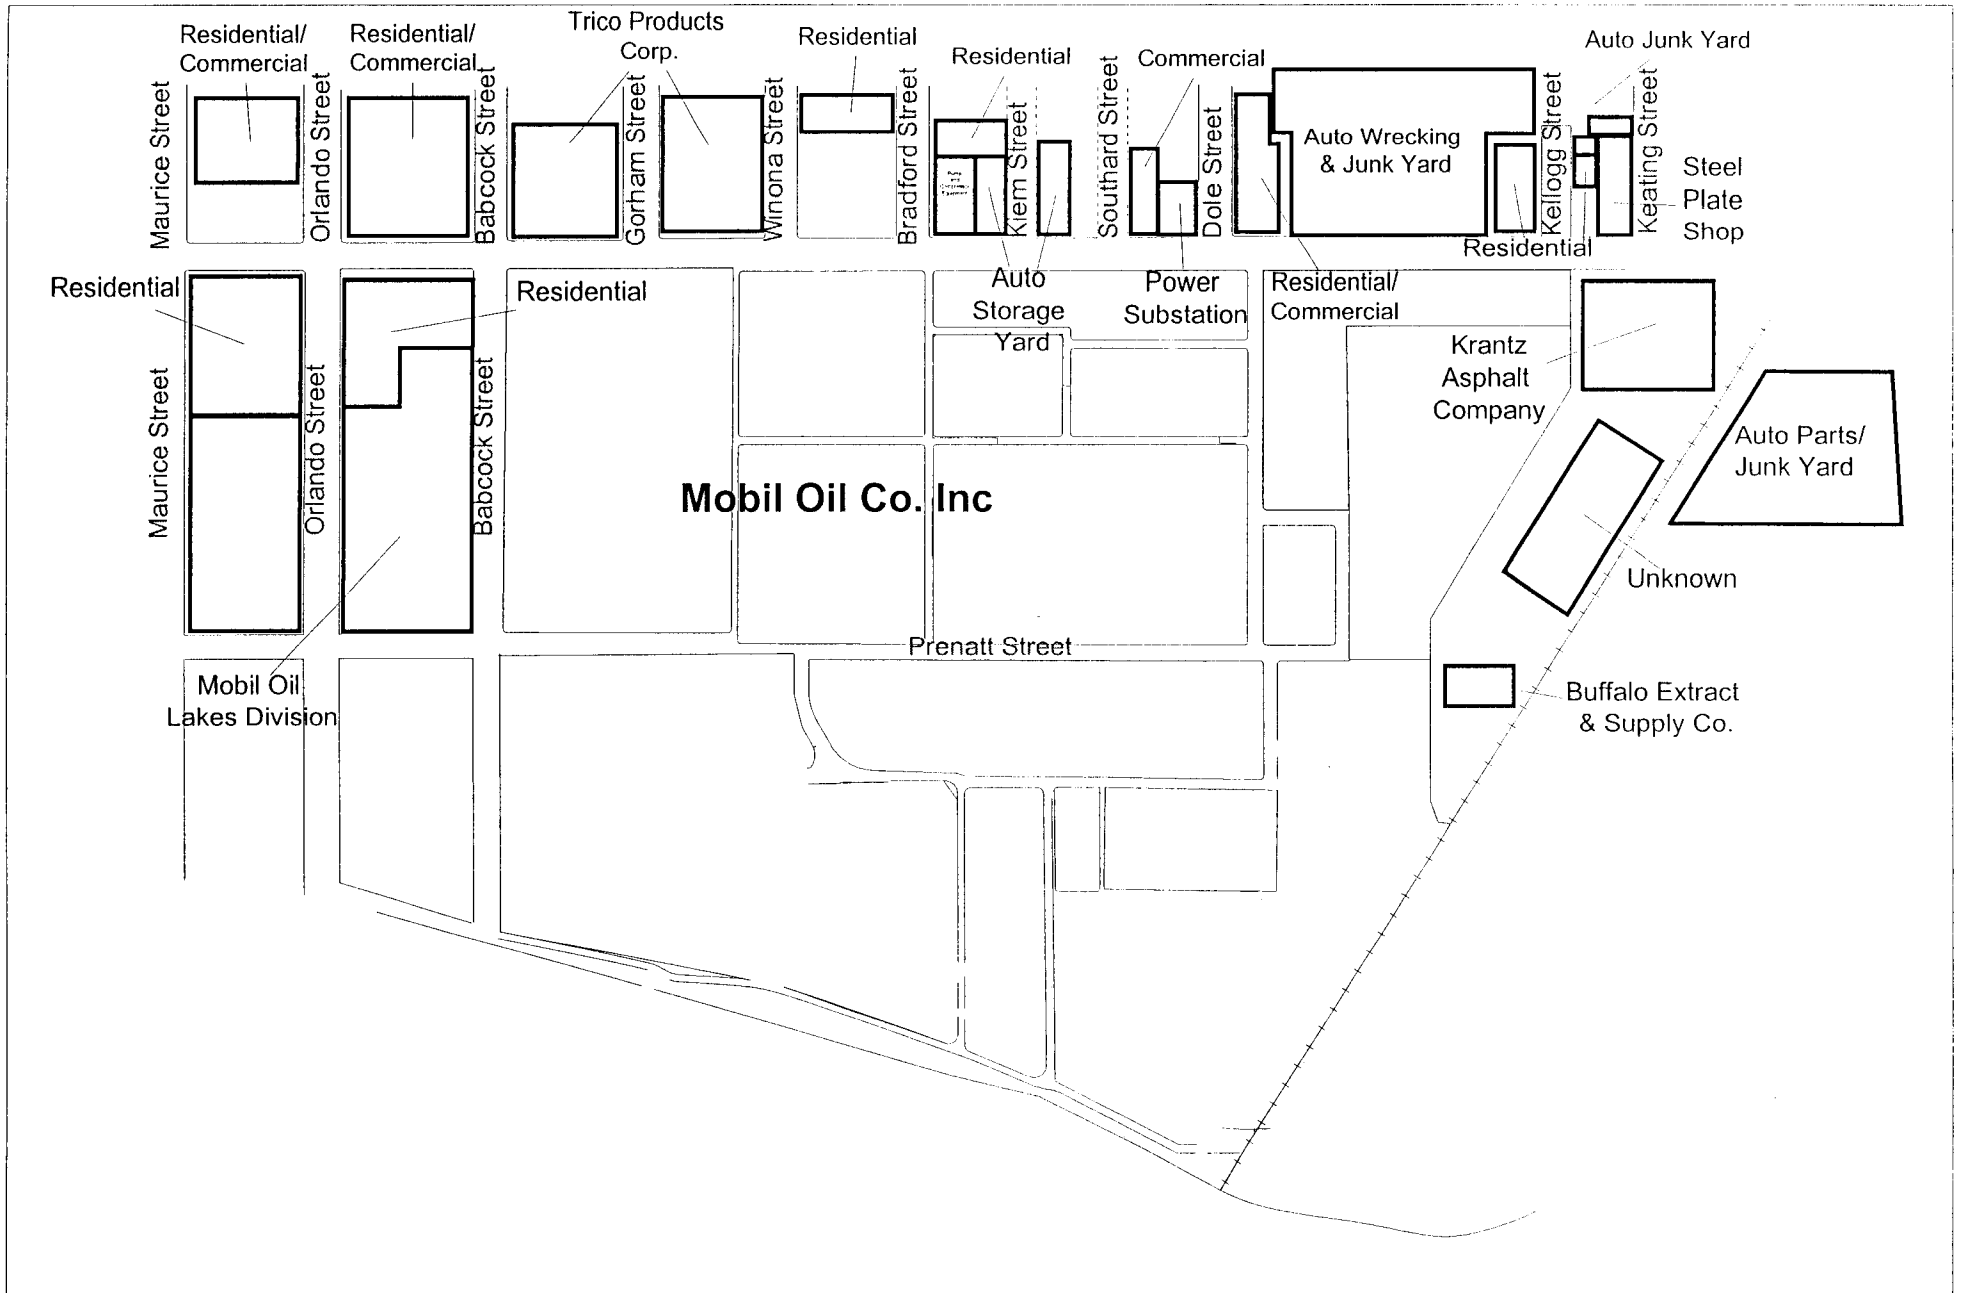 Residential/
Commercial
Residential/
Commercial
Trico Products
Corp.
Residential
Residential
Commercial
Auto Junk Yard
Maurice Street
Orlando Street
Babcock Street
Gorham Street
Winona Street
Bradford Street
Kiem Street
Southard Street
Dole Street
Auto Wrecking
& Junk Yard
Kellogg Street
Keating Street
Steel
Plate
Shop
Residential
Residential
Residential
Auto
Storage
Yard
Power
Substation
Residential/
Commercial
Krantz
Asphalt
Company
Maurice Street
Orlando Street
Babcock Street
Auto Parts/
Junk Yard
Mobil Oil Co. Inc
Unknown
Prenatt Street
Mobil Oil
Lakes Division
Buffalo Extract
& Supply Co.